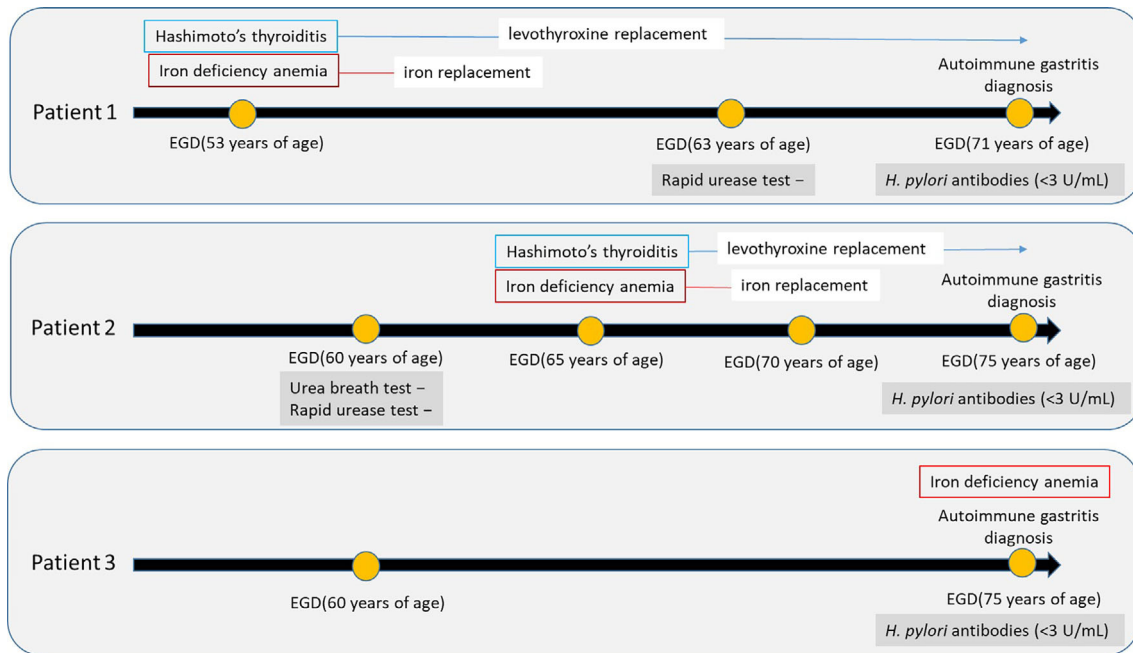 Hashimoto's thyroiditis
levothyroxine replacement
Iron deficiency anemia
iron replacement
Autoimmune gastritis
diagnosis
Patient 1
EGD(53 years of age)
EGD(63 years of age)
EGD(71 years of age)
Rapid urease test –
H. pylori antibodies (<3 U/mL)
Hashimoto's thyroiditis
levothyroxine replacement
Iron deficiency anemia
iron replacement
Autoimmune gastritis
diagnosis
Patient 2
EGD(60 years of age)
EGD(65 years of age)
EGD(70 years of age)
EGD(75 years of age)
Urea breath test –
Rapid urease test –
H. pylori antibodies (<3 U/mL)
Iron deficiency anemia
Autoimmune gastritis
diagnosis
Patient 3
EGD(60 years of age)
EGD(75 years of age)
H. pylori antibodies (<3 U/mL)